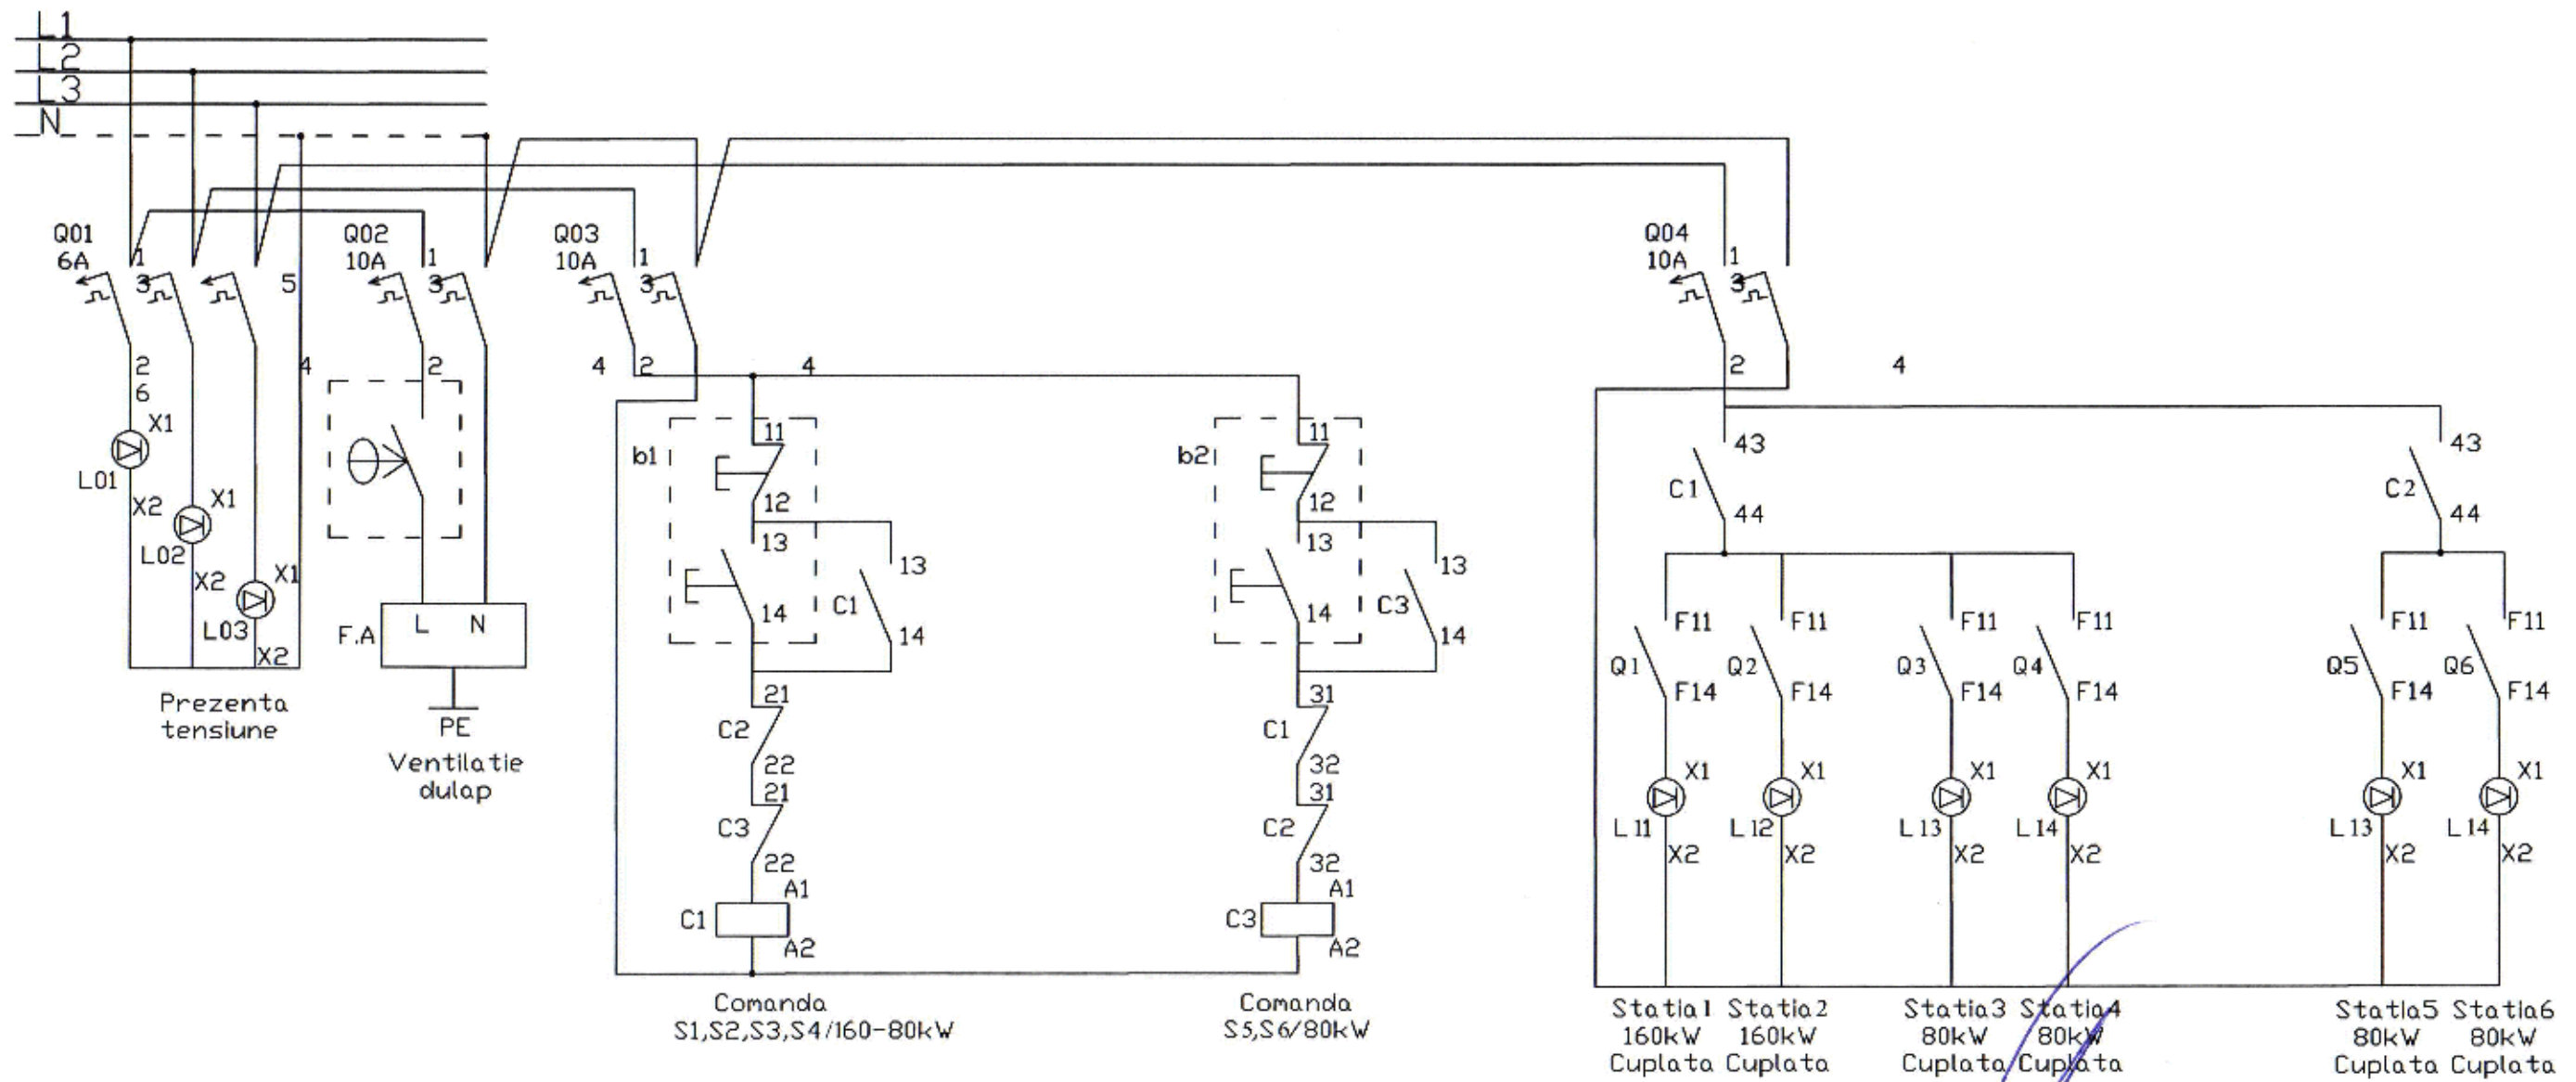 L1
L2
L3
N
Q01
6A
1
3
5
2
6
4
X1
L01
X2
X1
L02
X2
X1
L03
X2
Prezenta
tensiune
Q02
10A
1
3
2
F.A
L N
PE
Ventilatie
dulap
Q03
10A
1
3
4 2
4
b1
11
12
13
14
C1
13
14
21
C2
22
21
C3
22
A1
C1
A2
Comanda
S1,S2,S3,S4/160-80kW
b2
11
12
13
14
C3
13
14
31
C1
32
31
C2
32
A1
C3
A2
Comanda
S5,S6/80kW
Q04
10A
1
3
2
4
43
C1
44
43
C2
44
F11
Q1
F14
X1
L11
X2
Statia1
160kW
Cuplata
F11
Q2
F14
X1
L12
X2
Statia2
160kW
Cuplata
F11
Q3
F14
X1
L13
X2
Statia3
80kW
Cuplata
F11
Q4
F14
X1
L14
X2
Statia4
80kW
Cuplata
F11
Q5
F14
X1
L13
X2
Statia5
80kW
Cuplata
F11
Q6
F14
X1
L14
X2
Statia6
80kW
Cuplata